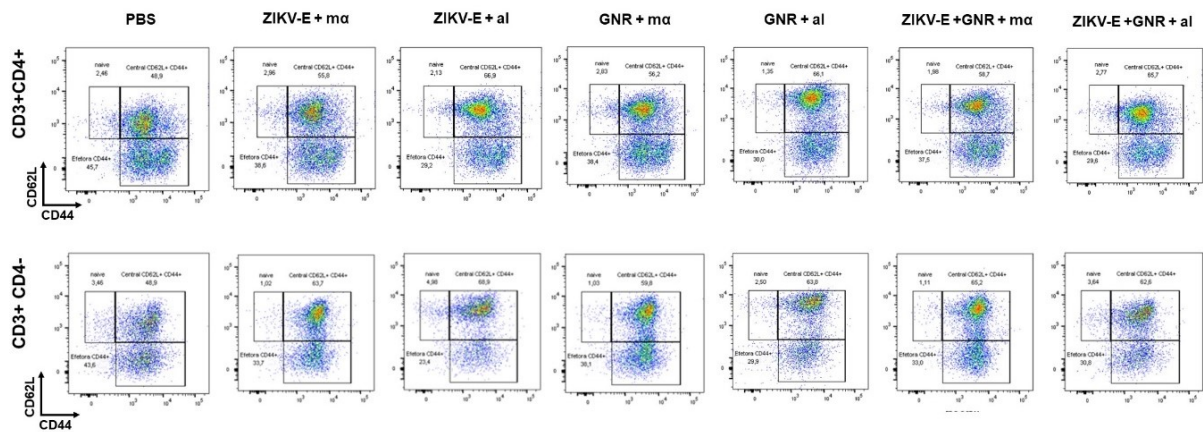 PBS
ZIKV-E + mα
ZIKV-E + al
GNR + mα
GNR + al
ZIKV-E +GNR + mα
ZIKV-E +GNR + al
CD3+CD4+
naive
2,46
Central CD62L+ CD44+
48,9
Efetora CD44+
45,7
naive
2,96
Central CD62L+ CD44+
55,8
Efetora CD44+
38,6
naive
2,13
Central CD62L+ CD44+
66,9
Efetora CD44+
29,2
naive
2,83
Central CD62L+ CD44+
56,2
Efetora CD44+
38,4
naive
1,35
Central CD62L+ CD44+
66,1
Efetora CD44+
30,0
naive
1,98
Central CD62L+ CD44+
58,7
Efetora CD44+
37,5
naive
2,77
Central CD62L+ CD44+
65,7
Efetora CD44+
29,6
CD62L
CD44
CD3+ CD4-
naive
3,46
Central CD62L+ CD44+
48,9
Efetora CD44+
43,6
naive
1,02
Central CD62L+ CD44+
63,7
Efetora CD44+
33,7
naive
4,98
Central CD62L+ CD44+
68,9
Efetora CD44+
23,4
naive
1,03
Central CD62L+ CD44+
59,8
Efetora CD44+
38,1
naive
2,50
Central CD62L+ CD44+
63,8
Efetora CD44+
29,9
naive
1,11
Central CD62L+ CD44+
65,2
Efetora CD44+
33,0
naive
3,64
Central CD62L+ CD44+
62,6
Efetora CD44+
30,8
CD62L
CD44